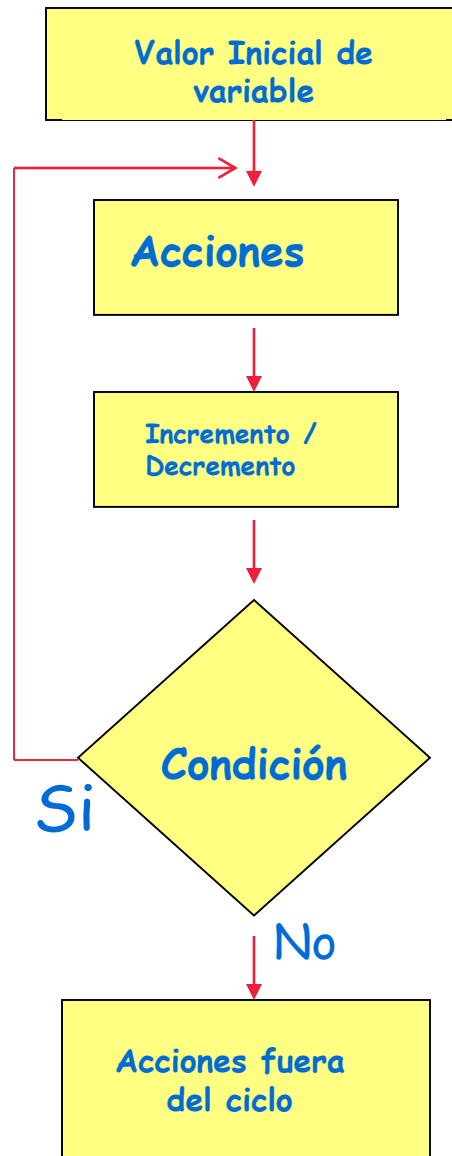 Valor Inicial de
variable
Acciones
Incremento /
Decremento
Condición
Si
No
Acciones fuera
del ciclo